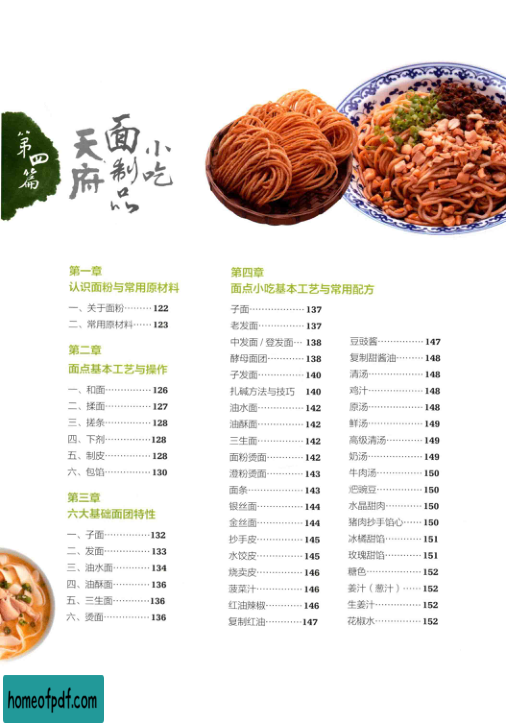 第四篇
天府
面制品
小吃
第一章
认识面粉与常用原材料
一、关于面粉………122
二、常用原材料……123
第二章
面点基本工艺与操作
一、和面……………126
二、揉面……………127
三、搓条……………128
四、下剂……………128
五、制皮……………128
六、包馅……………130
第三章
六大基础面团特性
一、子面……………132
二、发面……………133
三、油水面…………134
四、油酥面…………136
五、三生面…………136
六、烫面……………136
第四章
面点小吃基本工艺与常用配方
子面………………137
老发面……………137
中发面/登发面…138
酵母面团…………138
子发面……………140
扎碱方法与技巧 140
油水面……………142
油酥面……………142
三生面……………142
面粉烫面…………142
澄粉烫面…………143
面条………………143
银丝面……………144
金丝面……………144
抄手皮……………145
水饺皮……………145
烧卖皮……………146
菠菜汁……………146
红油辣椒…………146
复制红油…………147
豆豉酱……………147
复制甜酱油………148
清汤………………148
鸡汁………………148
原汤………………148
鲜汤………………149
高级清汤…………149
奶汤………………149
牛肉汤……………150
𤆵豌豆……………150
水晶甜肉…………150
猪肉抄手馅心……150
冰橘甜馅…………151
玫瑰甜馅…………151
糖色………………152
姜汁（葱汁）……152
生姜汁……………152
花椒水……………152
homeofpdf.com